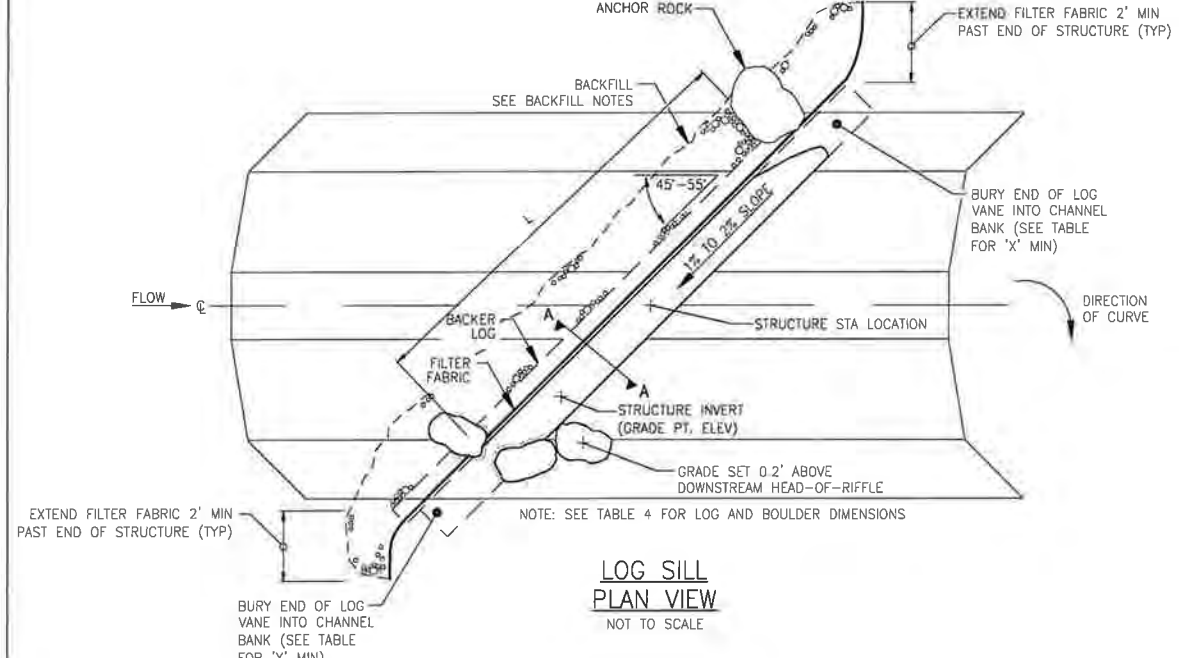 ANCHOR ROCK
EXTEND FILTER FABRIC 2' MIN
PAST END OF STRUCTURE (TYP)
BACKFILL
SEE BACKFILL NOTES
45°-55°
L
1% TO 2% SLOPE
BURY END OF LOG
VANE INTO CHANNEL
BANK (SEE TABLE
FOR 'X' MIN)
FLOW
℄
DIRECTION
OF CURVE
STRUCTURE STA LOCATION
BACKER
LOG
A
FILTER
FABRIC
A
STRUCTURE INVERT
(GRADE PT. ELEV)
GRADE SET 0.2' ABOVE
DOWNSTREAM HEAD-OF-RIFFLE
NOTE: SEE TABLE 4 FOR LOG AND BOULDER DIMENSIONS
EXTEND FILTER FABRIC 2' MIN
PAST END OF STRUCTURE (TYP)
LOG SILL
PLAN VIEW
NOT TO SCALE
BURY END OF LOG
VANE INTO CHANNEL
BANK (SEE TABLE
FOR 'X' MIN)